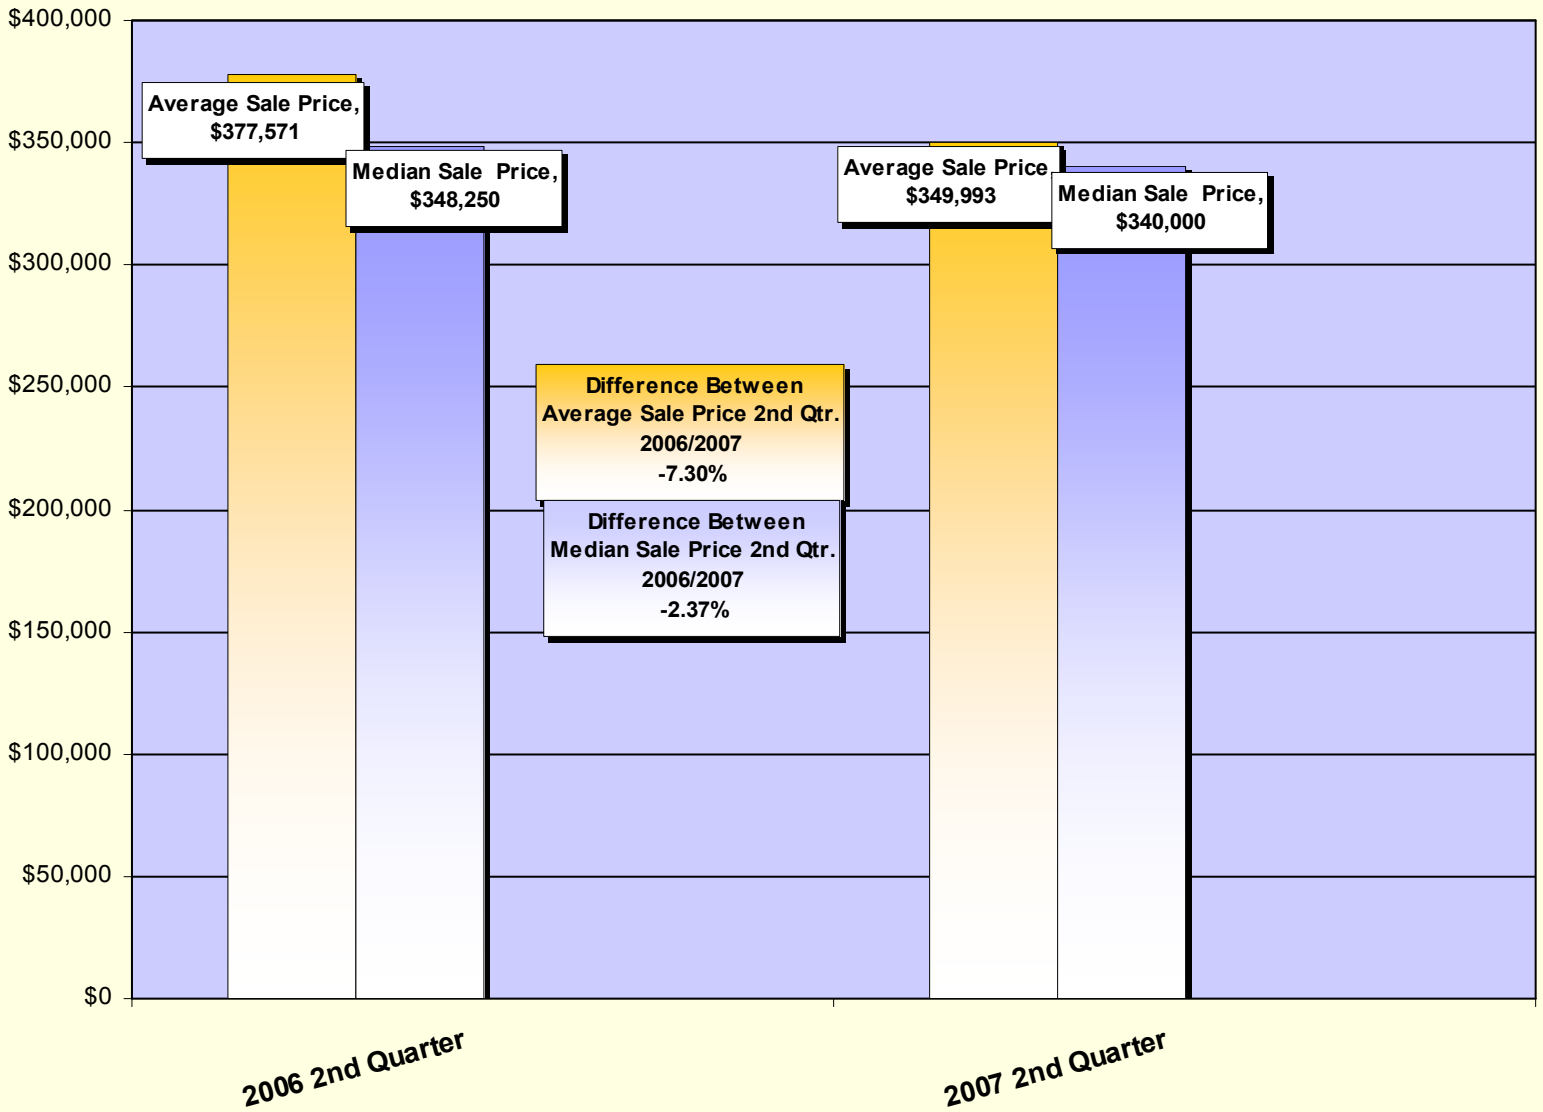 $400,000
$350,000
$300,000
$250,000
$200,000
$150,000
$100,000
$50,000
$0
Average Sale Price,
$377,571
Median Sale Price,
$348,250
Difference Between
Average Sale Price 2nd Qtr.
2006/2007
-7.30%
Difference Between
Median Sale Price 2nd Qtr.
2006/2007
-2.37%
Average Sale Price
$349,993
Median Sale Price,
$340,000
2006 2nd Quarter
2007 2nd Quarter